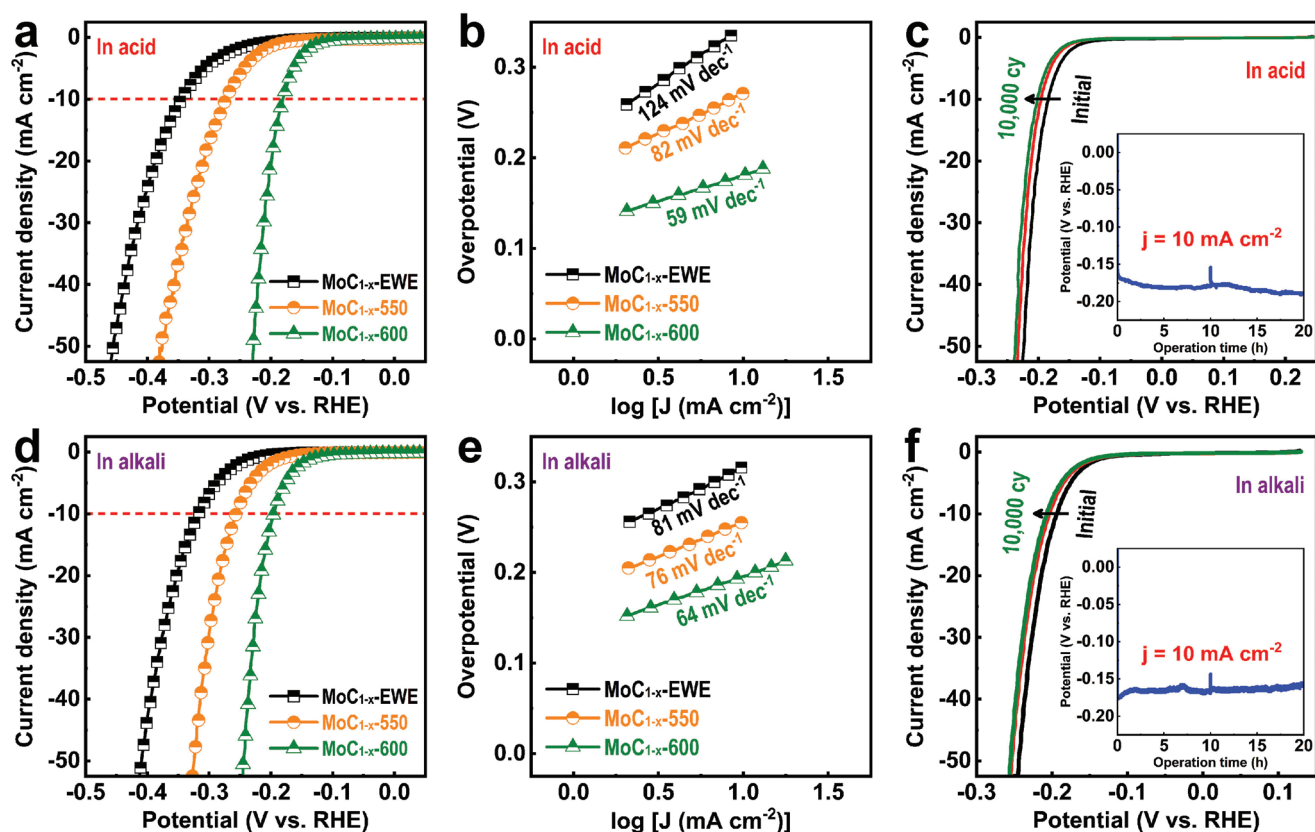 a
In acid
0
-10
-20
-30
-40
-50
Current density (mA cm⁻²)
MoC₁₋ₓ-EWE
MoC₁₋ₓ-550
MoC₁₋ₓ-600
-0.5 -0.4 -0.3 -0.2 -0.1 0.0
Potential (V vs. RHE)
b
In acid
0.3
0.2
0.1
0.0
Overpotential (V)
124 mV dec⁻¹
82 mV dec⁻¹
59 mV dec⁻¹
MoC₁₋ₓ-EWE
MoC₁₋ₓ-550
MoC₁₋ₓ-600
0.0 0.5 1.0 1.5
log [J (mA cm⁻²)]
c
In acid
0
-10
-20
-30
-40
-50
Current density (mA cm⁻²)
10,000 cy
Initial
0.00
-0.05
-0.10
-0.15
-0.20
Potential (V vs. RHE)
j = 10 mA cm⁻²
0 5 10 15 20
Operation time (h)
-0.3 -0.2 -0.1 0.0 0.1 0.2
Potential (V vs. RHE)
d
In alkali
0
-10
-20
-30
-40
-50
Current density (mA cm⁻²)
MoC₁₋ₓ-EWE
MoC₁₋ₓ-550
MoC₁₋ₓ-600
-0.5 -0.4 -0.3 -0.2 -0.1 0.0
Potential (V vs. RHE)
e
In alkali
0.3
0.2
0.1
0.0
Overpotential (V)
81 mV dec⁻¹
76 mV dec⁻¹
64 mV dec⁻¹
MoC₁₋ₓ-EWE
MoC₁₋ₓ-550
MoC₁₋ₓ-600
0.0 0.5 1.0 1.5
log [J (mA cm⁻²)]
f
In alkali
0
-10
-20
-30
-40
-50
Current density (mA cm⁻²)
10,000 cy
Initial
0.00
-0.05
-0.10
-0.15
-0.20
Potential (V vs. RHE)
j = 10 mA cm⁻²
0 5 10 15 20
Operation time (h)
-0.3 -0.2 -0.1 0.0 0.1
Potential (V vs. RHE)